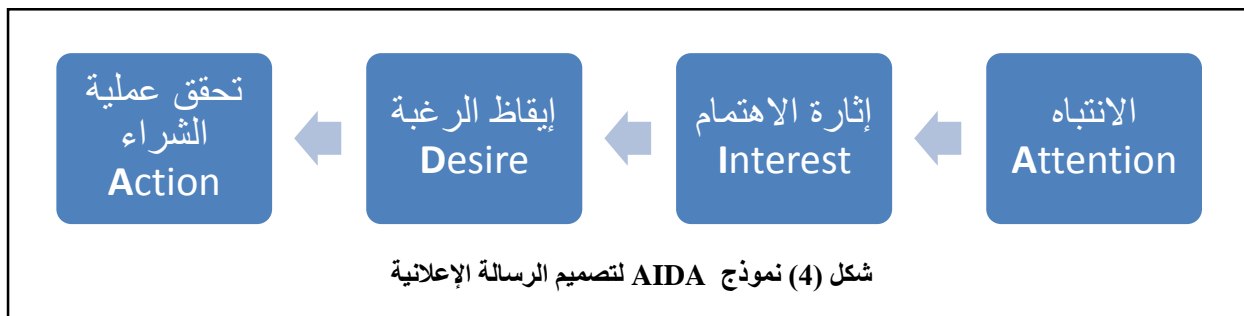 الانتباه
Attention
إثارة الاهتمام
Interest
إيقاظ الرغبة
Desire
تحقق عملية
الشراء
Action
شكل (4) نموذج AIDA لتصميم الرسالة الإعلانية